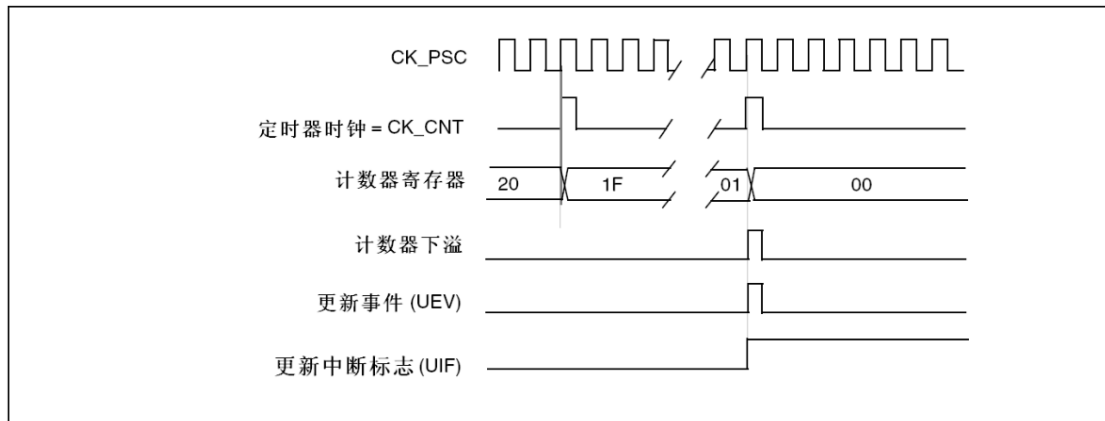 CK_PSC
定时器时钟 = CK_CNT
计数器寄存器 20 1F 01 00
计数器下溢
更新事件 (UEV)
更新中断标志 (UIF)